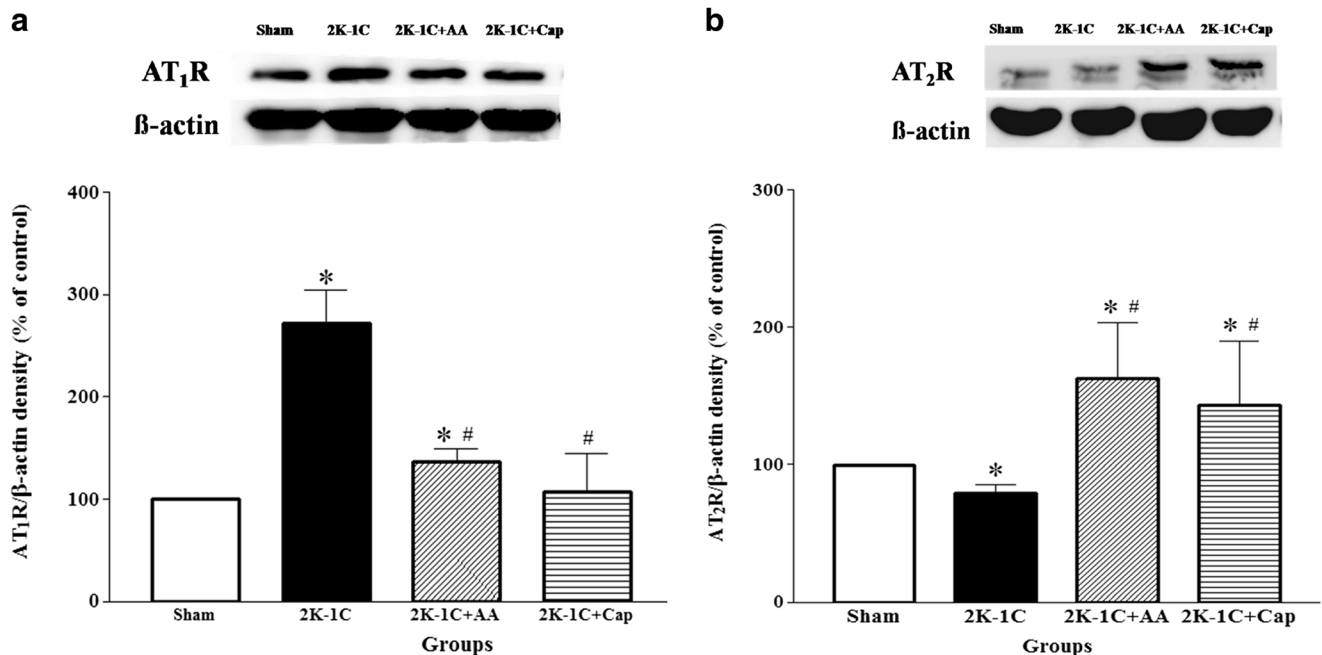 a
Sham 2K-1C 2K-1C+AA 2K-1C+Cap
AT₁R
ß-actin
AT₁R/β-actin density (% of control)
400
300
200
100
0
*
* #
#
Sham 2K-1C 2K-1C+AA 2K-1C+Cap
Groups
b
Sham 2K-1C 2K-1C+AA 2K-1C+Cap
AT₂R
ß-actin
AT₂R/β-actin density (% of control)
300
200
100
0
*
* #
* #
Sham 2K-1C 2K-1C+AA 2K-1C+Cap
Groups